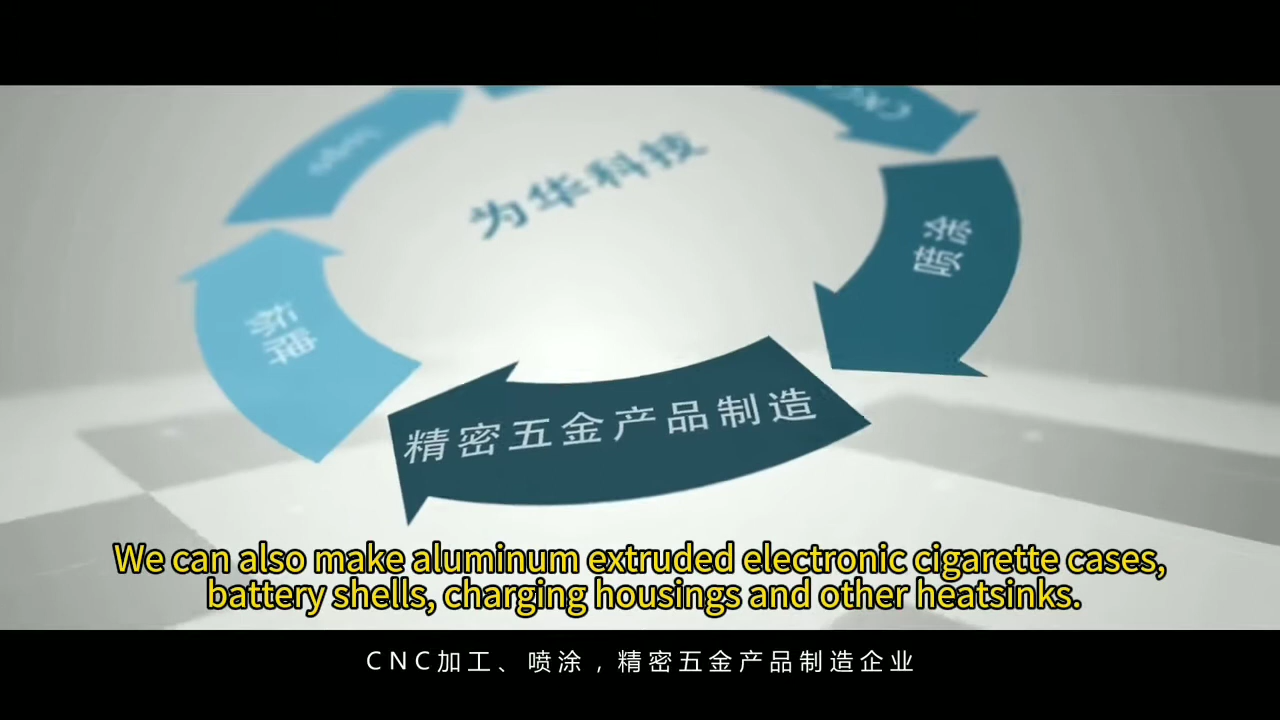 CNC
为华科技
喷涂
精密五金产品制造
We can also make aluminum extruded electronic cigarette cases,
battery shells, charging housings and other heatsinks.
CNC加工、喷涂，精密五金产品制造企业